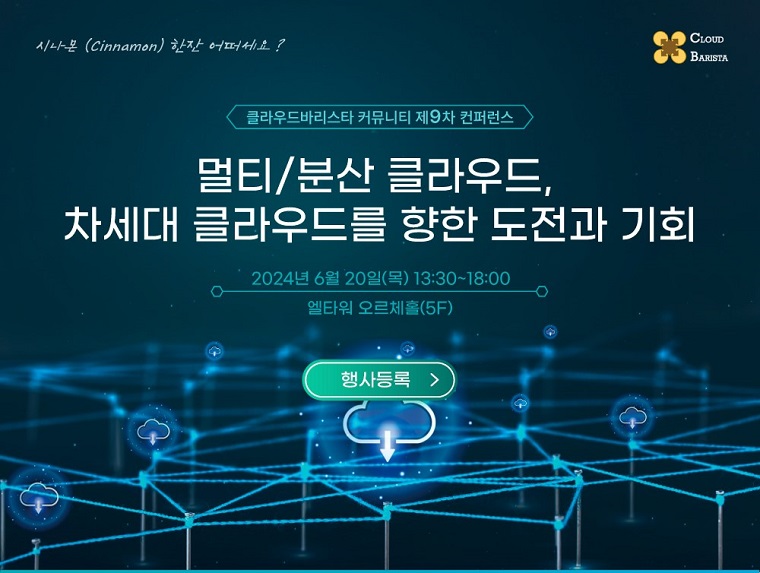 시나몬 (Cinnamon) 한잔 어떠세요?
CLOUD
BARISTA
클라우드바리스타 커뮤니티 제9차 컨퍼런스
멀티/분산 클라우드,
차세대 클라우드를 향한 도전과 기회
2024년 6월 20일(목) 13:30~18:00
엘타워 오르체홀(5F)
행사등록 >